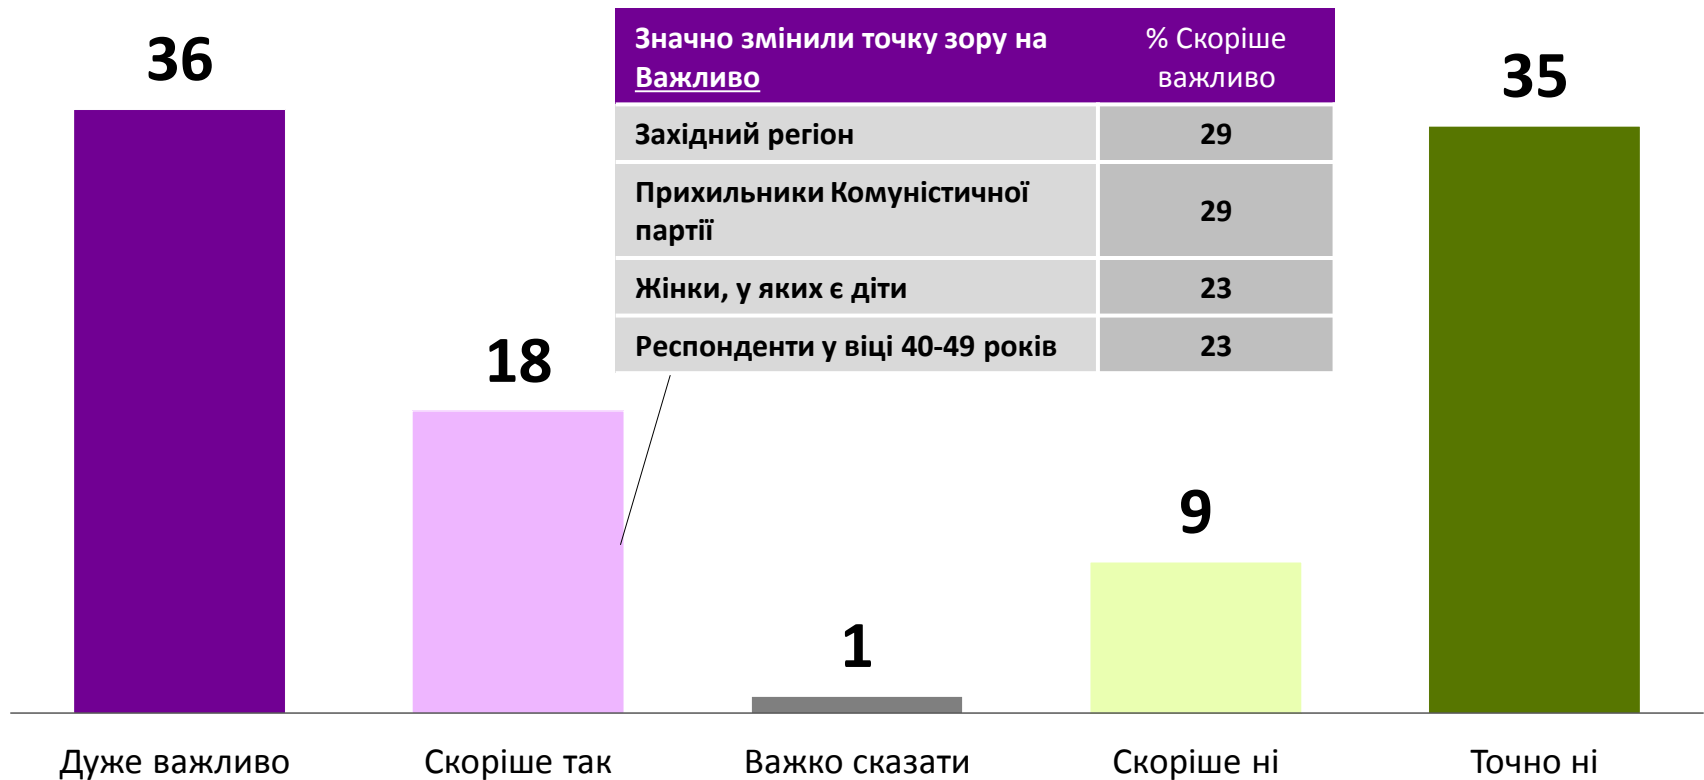 36
18
1
9
35
Значно змінили точку зору на
Важливо
% Скоріше
важливо
Західний регіон
29
Прихильники Комуністичної
партії
29
Жінки, у яких є діти
23
Респонденти у віці 40-49 років
23
Дуже важливо
Скоріше так
Важко сказати
Скоріше ні
Точно ні